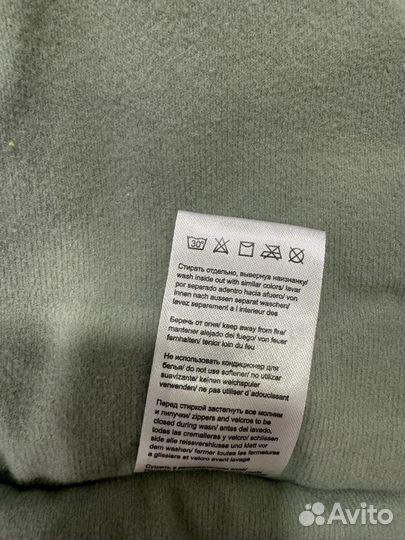 30°
Стирать отдельно, вывернув наизнанку/
wash inside out with similar colors/ lavar
por separado adentro hacia afuero/ von
innen nach aussen separat waschen/
lavez separement a l interieur des
Беречь от огня/ keep away from fire/
mantener alejado del fuego/ von feuer
fernhalten/ tenir loin du feu
Не использовать кондиционер для
белья/ do not use softener/ no utilizar
suavizante/ keinen weichspuler
verwenden/ ne pas utiliser d adoucissant
Перед стиркой застегнуть все молнии
и липучки/ zippers and velcro to be
closed during wash/ antes del lavado,
todas las cremalleras y velcro/ schliessen
sie alle reissverschlusse und klett vor
dem washen/ fermer toutes les fermetures
a glissiere et velcro avant lavage
Avito